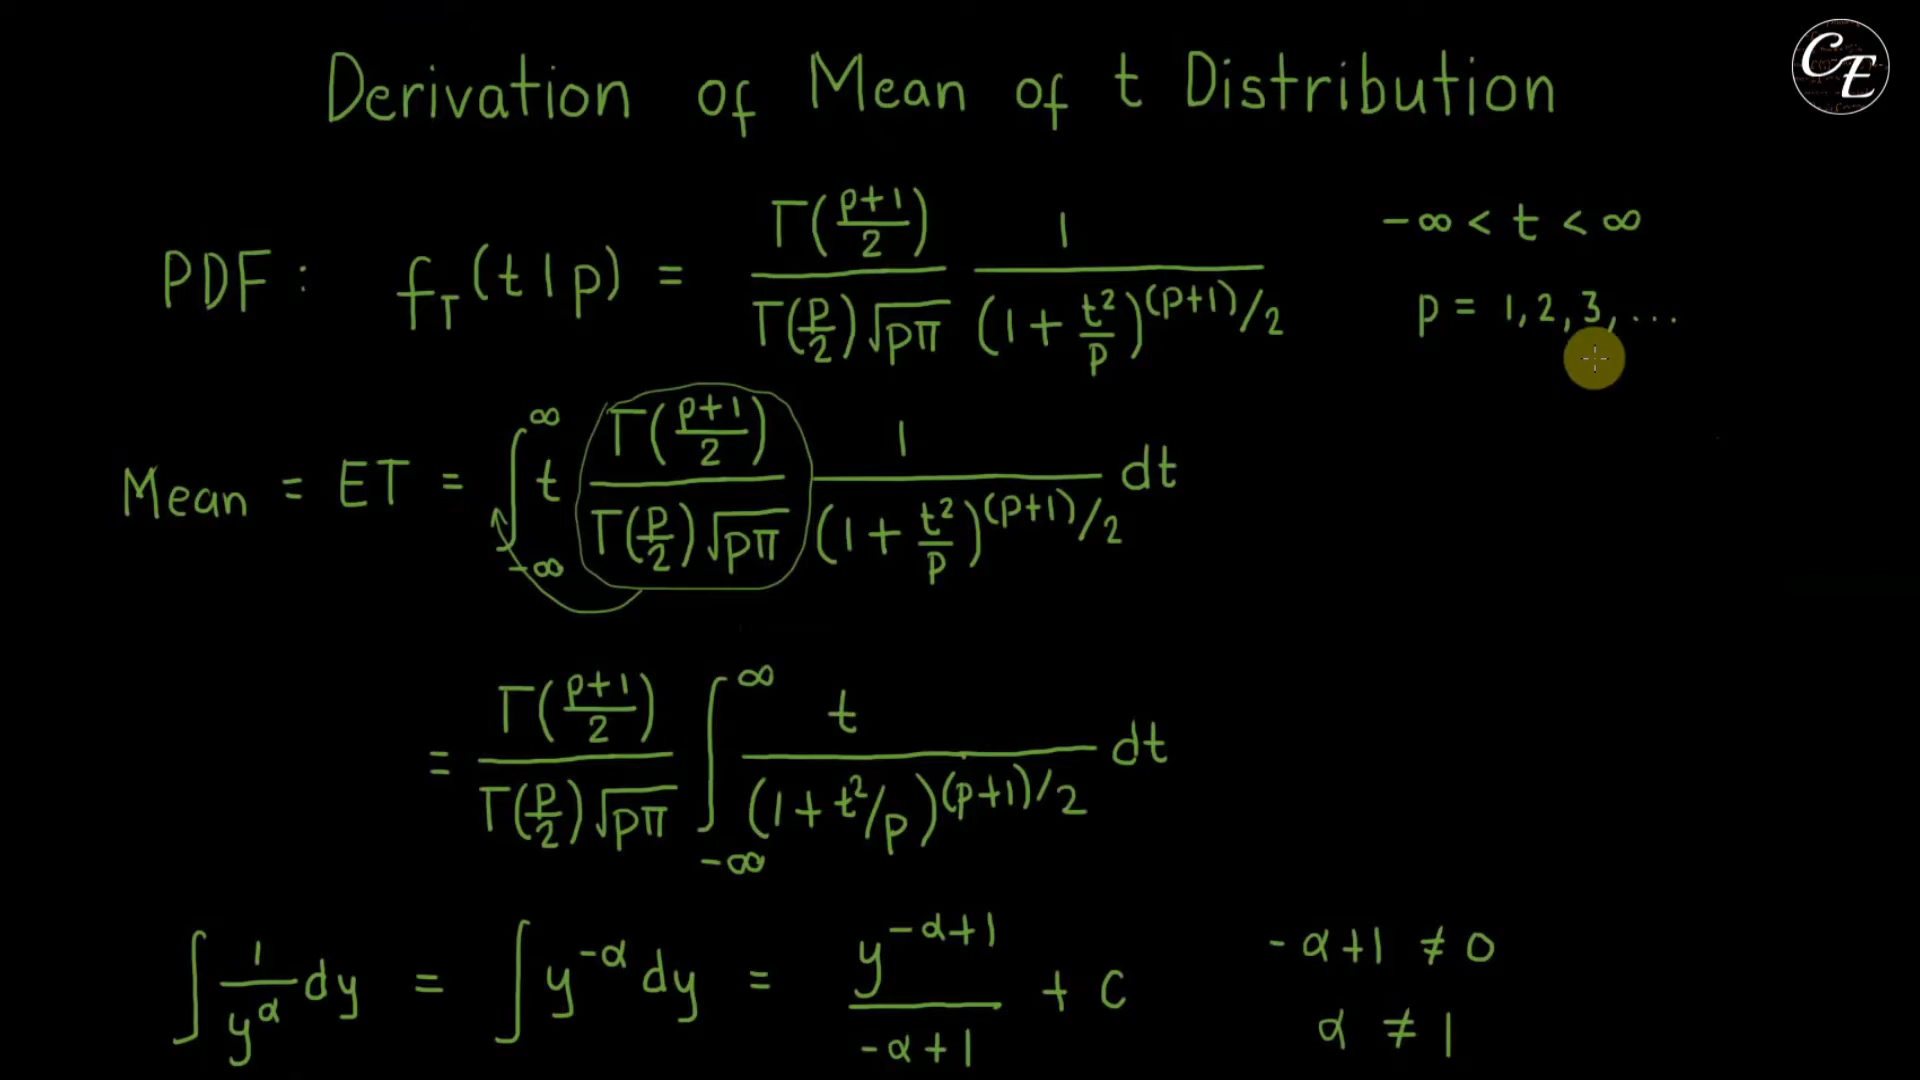 CE
Derivation of Mean of t Distribution
PDF: f_T(t|p) = Γ((p+1)/2) / (Γ(p/2)√(pπ)) 1 / (1 + t²/p)^((p+1)/2)
-∞ < t < ∞
p = 1, 2, 3, ...
Mean = ET = ∫_{-∞}^{∞} t Γ((p+1)/2) / (Γ(p/2)√(pπ)) 1 / (1 + t²/p)^((p+1)/2) dt
= Γ((p+1)/2) / (Γ(p/2)√(pπ)) ∫_{-∞}^{∞} t / (1 + t²/p)^((p+1)/2) dt
∫ 1/y^α dy = ∫ y^(-α) dy = y^(-α+1) / (-α+1) + C
-α+1 ≠ 0
α ≠ 1